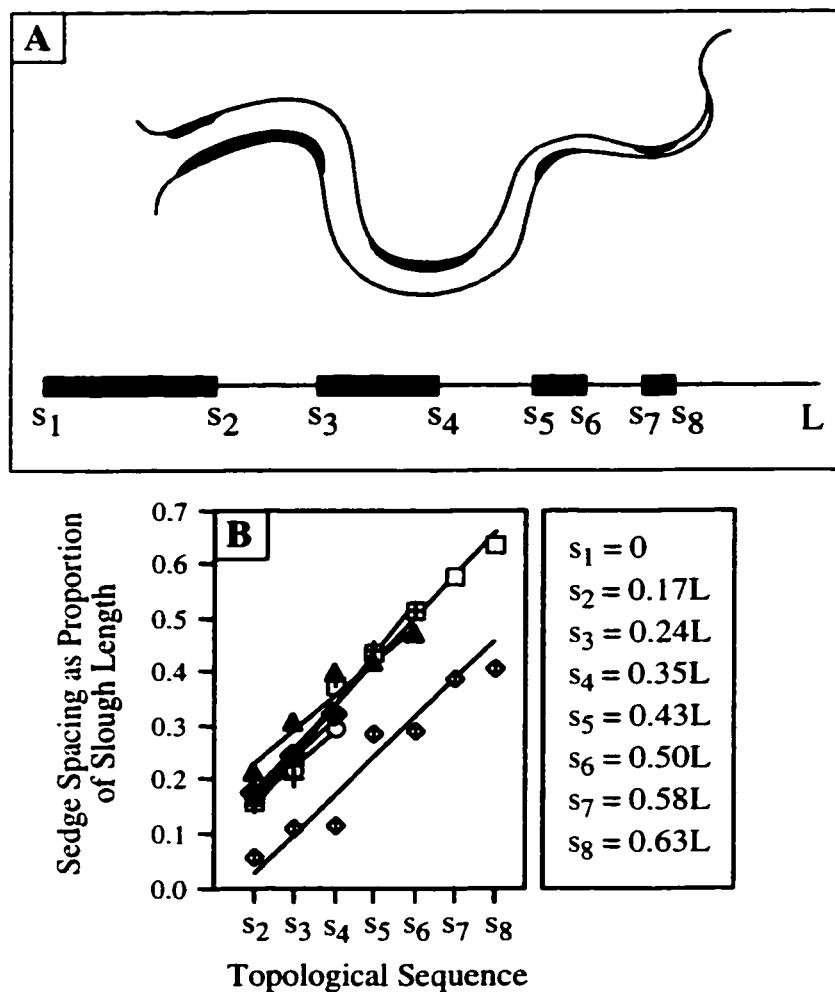 A
s₁ s₂ s₃ s₄ s₅ s₆ s₇ s₈ L
B
Sedge Spacing as Proportion
of Slough Length
0.7
0.6
0.5
0.4
0.3
0.2
0.1
0.0
s₂ s₃ s₄ s₅ s₆ s₇ s₈
Topological Sequence
s₁ = 0
s₂ = 0.17L
s₃ = 0.24L
s₄ = 0.35L
s₅ = 0.43L
s₆ = 0.50L
s₇ = 0.58L
s₈ = 0.63L